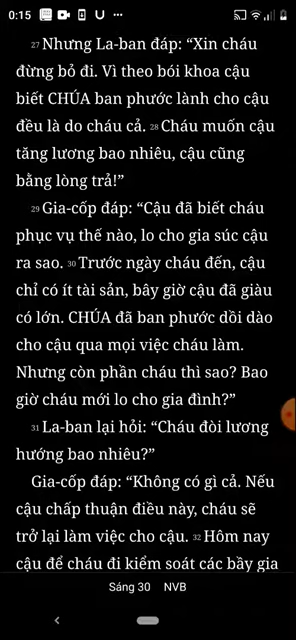 0:15
27 Nhưng La-ban đáp: “Xin cháu
đừng bỏ đi. Vì theo bói khoa cậu
biết CHÚA ban phước lành cho cậu
đều là do cháu cả. 28 Cháu muốn cậu
tăng lương bao nhiêu, cậu cũng
bằng lòng trả!”
29 Gia-cốp đáp: “Cậu đã biết cháu
phục vụ thế nào, lo cho gia súc cậu
ra sao. 30 Trước ngày cháu đến, cậu
chỉ có ít tài sản, bây giờ cậu đã giàu
có lớn. CHÚA đã ban phước dồi dào
cho cậu qua mọi việc cháu làm.
Nhưng còn phần cháu thì sao? Bao
giờ cháu mới lo cho gia đình?”
31 La-ban lại hỏi: “Cháu đòi lương
hướng bao nhiêu?”
Gia-cốp đáp: “Không có gì cả. Nếu
cậu chấp thuận điều này, cháu sẽ
trở lại làm việc cho cậu. 32 Hôm nay
cậu để cháu đi kiểm soát các bầy gia
Sáng 30 NVB